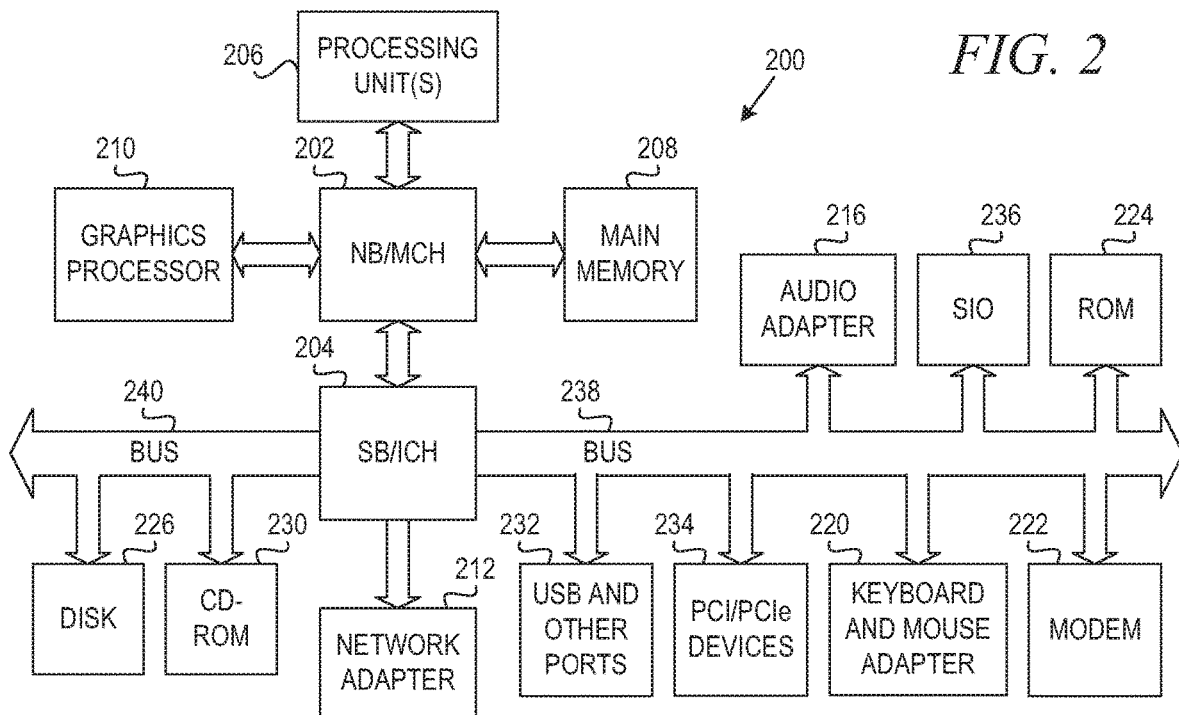 FIG. 2
200
206
PROCESSING
UNIT(S)
210
202
208
GRAPHICS
PROCESSOR
NB/MCH
MAIN
MEMORY
216
236
224
AUDIO
ADAPTER
SIO
ROM
204
240
238
BUS
SB/ICH
BUS
226
230
212
232
234
220
222
DISK
CD-
ROM
NETWORK
ADAPTER
USB AND
OTHER
PORTS
PCI/PCIe
DEVICES
KEYBOARD
AND MOUSE
ADAPTER
MODEM